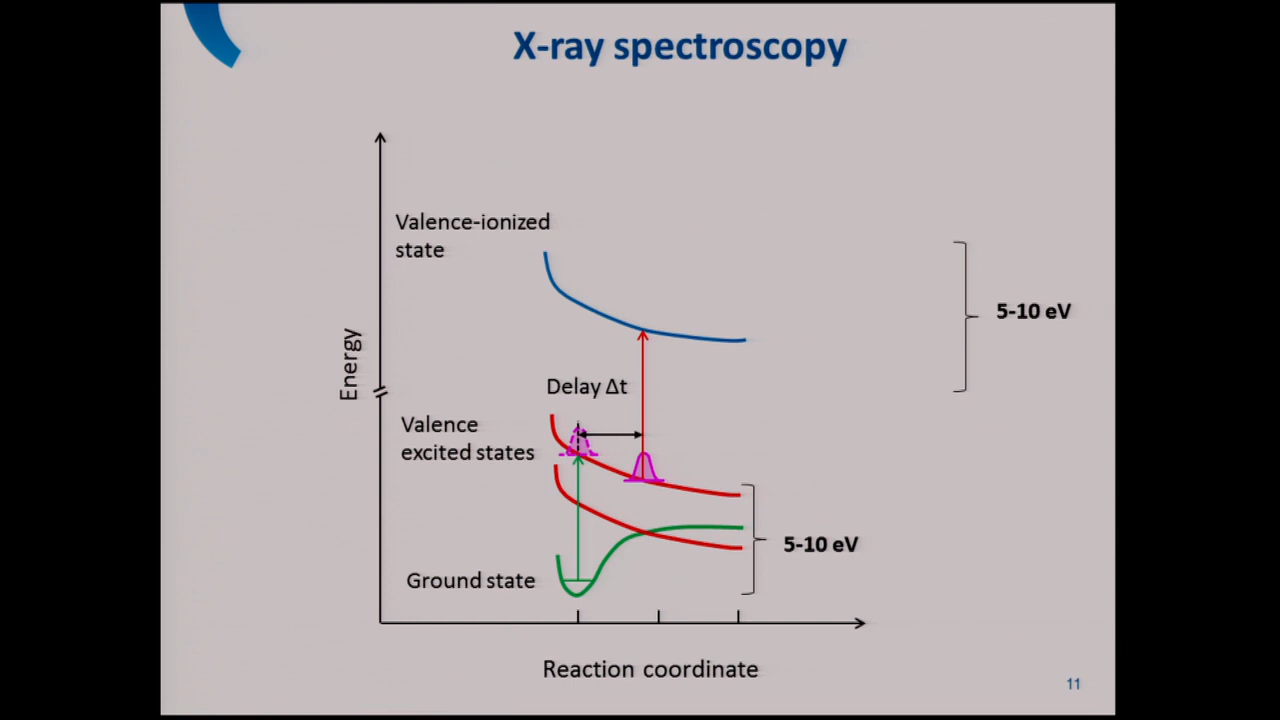 X-ray spectroscopy
Valence-ionized
state
5-10 eV
Energy
Delay Δt
Valence
excited states
5-10 eV
Ground state
Reaction coordinate
11